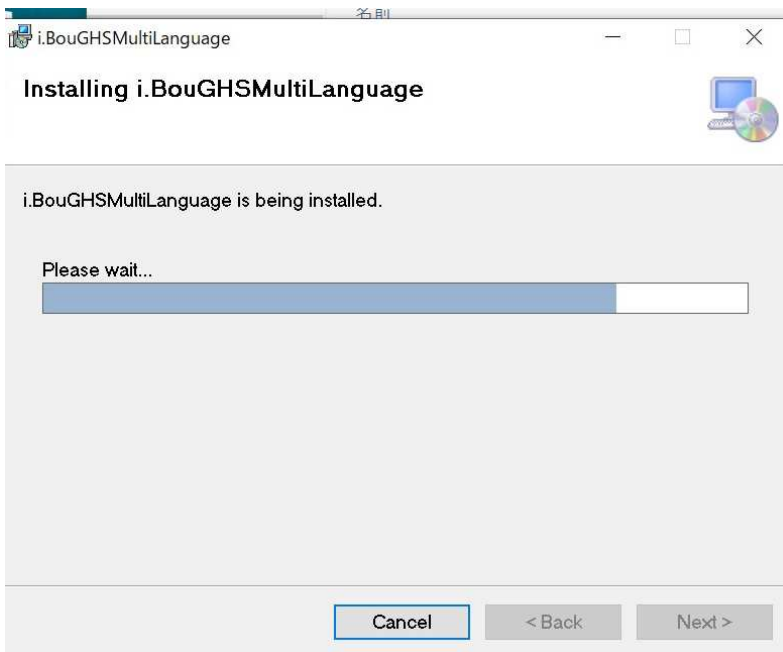 名前
i.BouGHSMultiLanguage
Installing i.BouGHSMultiLanguage
i.BouGHSMultiLanguage is being installed.
Please wait...
Cancel
< Back
Next >